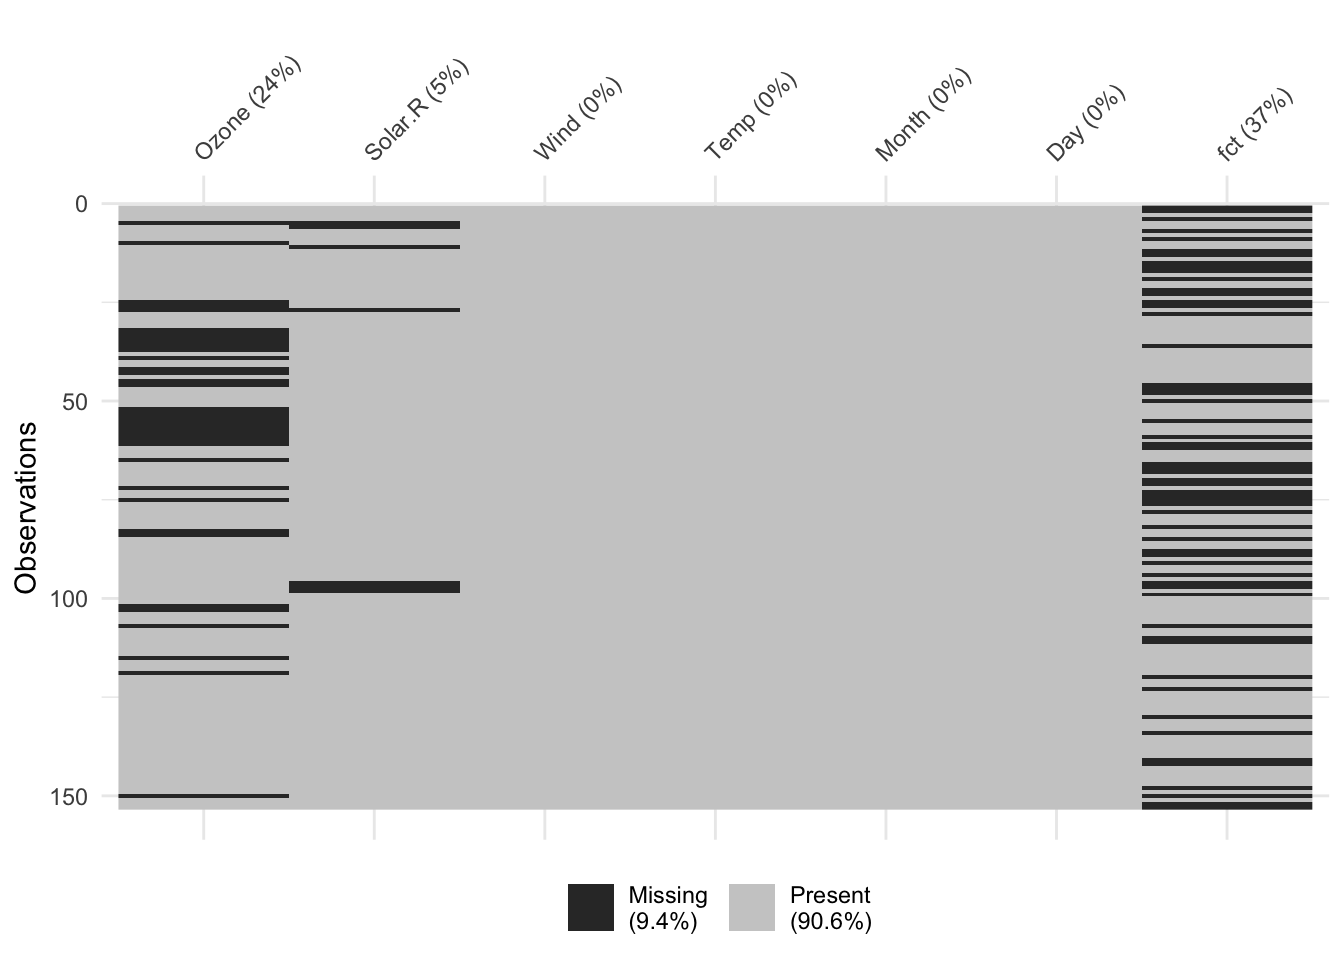 Ozone (24%)
Solar.R (5%)
Wind (0%)
Temp (0%)
Month (0%)
Day (0%)
fct (37%)
0
50
100
150
Observations
Missing
(9.4%)
Present
(90.6%)